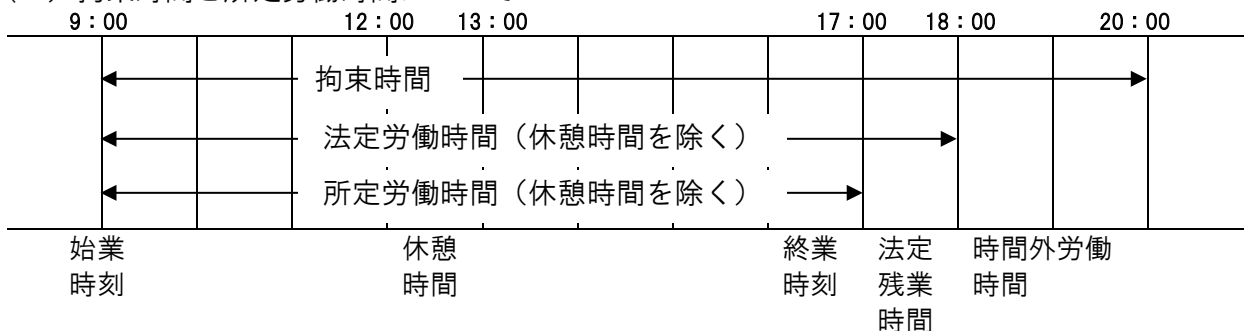 9:00 12:00 13:00 17:00 18:00 20:00
拘束時間
法定労働時間（休憩時間を除く）
所定労働時間（休憩時間を除く）
始業 休憩 終業 法定 時間外労働
時刻 時間 時刻 残業 時間
時間